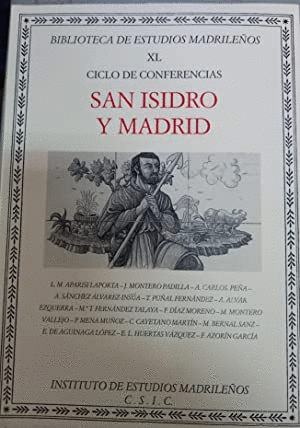 BIBLIOTECA DE ESTUDIOS MADRILEÑOS
XL
CICLO DE CONFERENCIAS
SAN ISIDRO
Y MADRID
L. M. APARISI LAPORTA – J. MONTERO PADILLA – A. CARLOS PEÑA –
A. SÁNCHEZ ÁLVAREZ-INSÚA – T. PUÑAL FERNÁNDEZ – A. ALVAR
EZQUERRA – M.ª T. FERNÁNDEZ TALAYA – F. DÍAZ MORENO – M. MONTERO
VALLEJO – P. MENA MUÑOZ – C. CAYETANO MARTÍN – M. BERNAL SANZ –
E. DE AGUINAGA LÓPEZ – E. L. HUERTAS VÁZQUEZ – F. AZORÍN GARCÍA
INSTITUTO DE ESTUDIOS MADRILEÑOS
C. S. I. C.